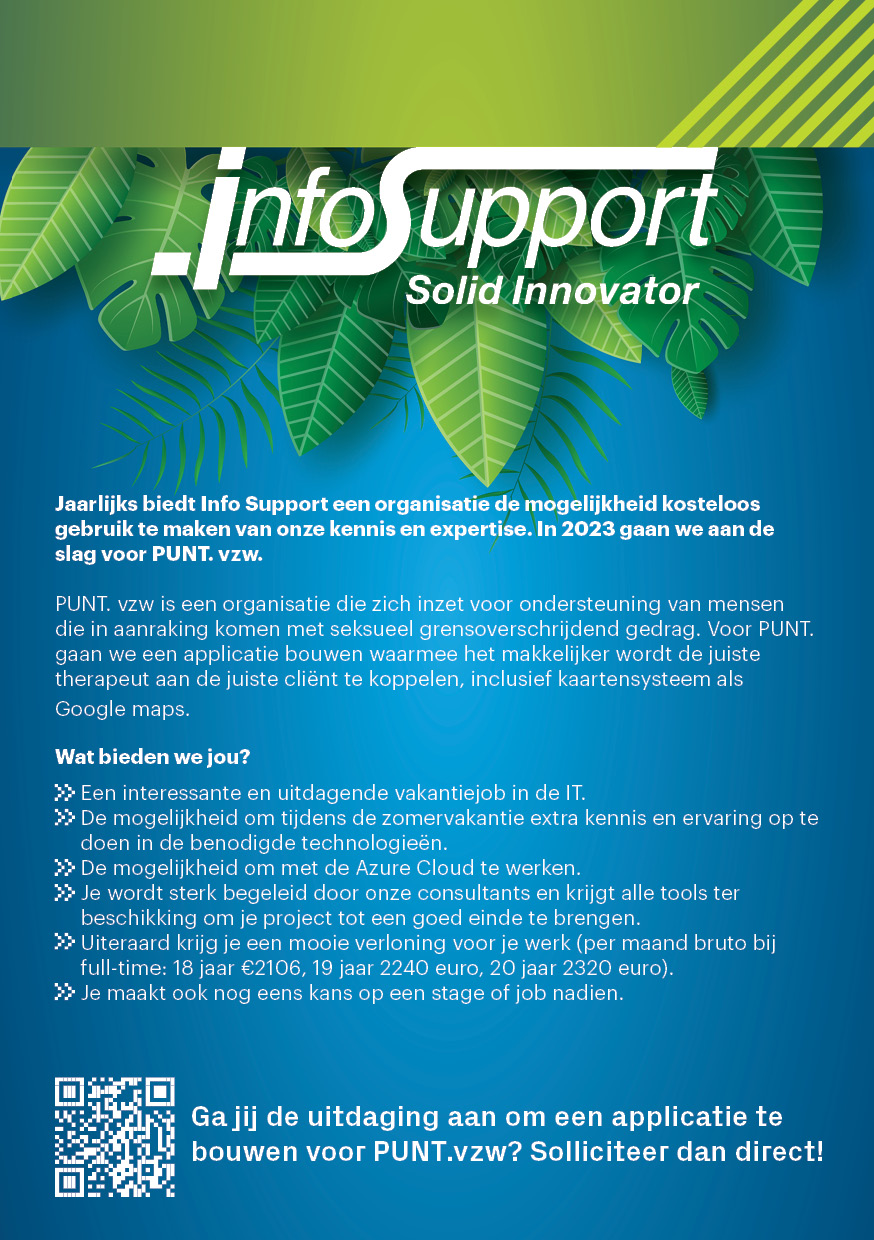 infoSupport
Solid Innovator
Jaarlijks biedt Info Support een organisatie de mogelijkheid kosteloos
gebruik te maken van onze kennis en expertise. In 2023 gaan we aan de
slag voor PUNT. vzw.
PUNT. vzw is een organisatie die zich inzet voor ondersteuning van mensen
die in aanraking komen met seksueel grensoverschrijdend gedrag. Voor PUNT.
gaan we een applicatie bouwen waarmee het makkelijker wordt de juiste
therapeut aan de juiste cliënt te koppelen, inclusief kaartensysteem als
Google maps.
Wat bieden we jou?
Een interessante en uitdagende vakantiejob in de IT.
De mogelijkheid om tijdens de zomervakantie extra kennis en ervaring op te
doen in de benodigde technologieën.
De mogelijkheid om met de Azure Cloud te werken.
Je wordt sterk begeleid door onze consultants en krijgt alle tools ter
beschikking om je project tot een goed einde te brengen.
Uiteraard krijg je een mooie verloning voor je werk (per maand bruto bij
full-time: 18 jaar €2106, 19 jaar 2240 euro, 20 jaar 2320 euro).
Je maakt ook nog eens kans op een stage of job nadien.
Ga jij de uitdaging aan om een applicatie te
bouwen voor PUNT.vzw? Solliciteer dan direct!